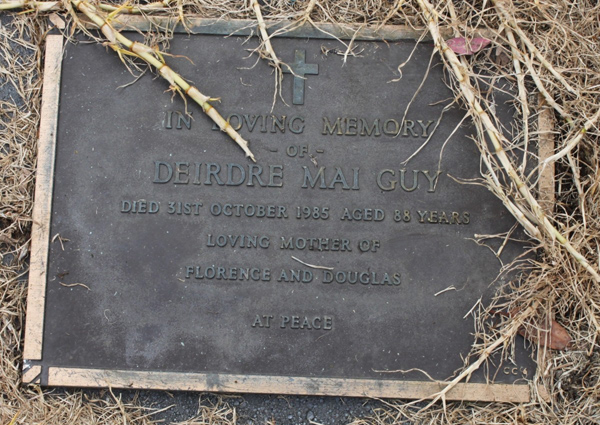 IN LOVING MEMORY
- OF -
DEIRDRE MAI GUY
DIED 31ST OCTOBER 1985 AGED 88 YEARS
LOVING MOTHER OF
FLORENCE AND DOUGLAS
AT PEACE